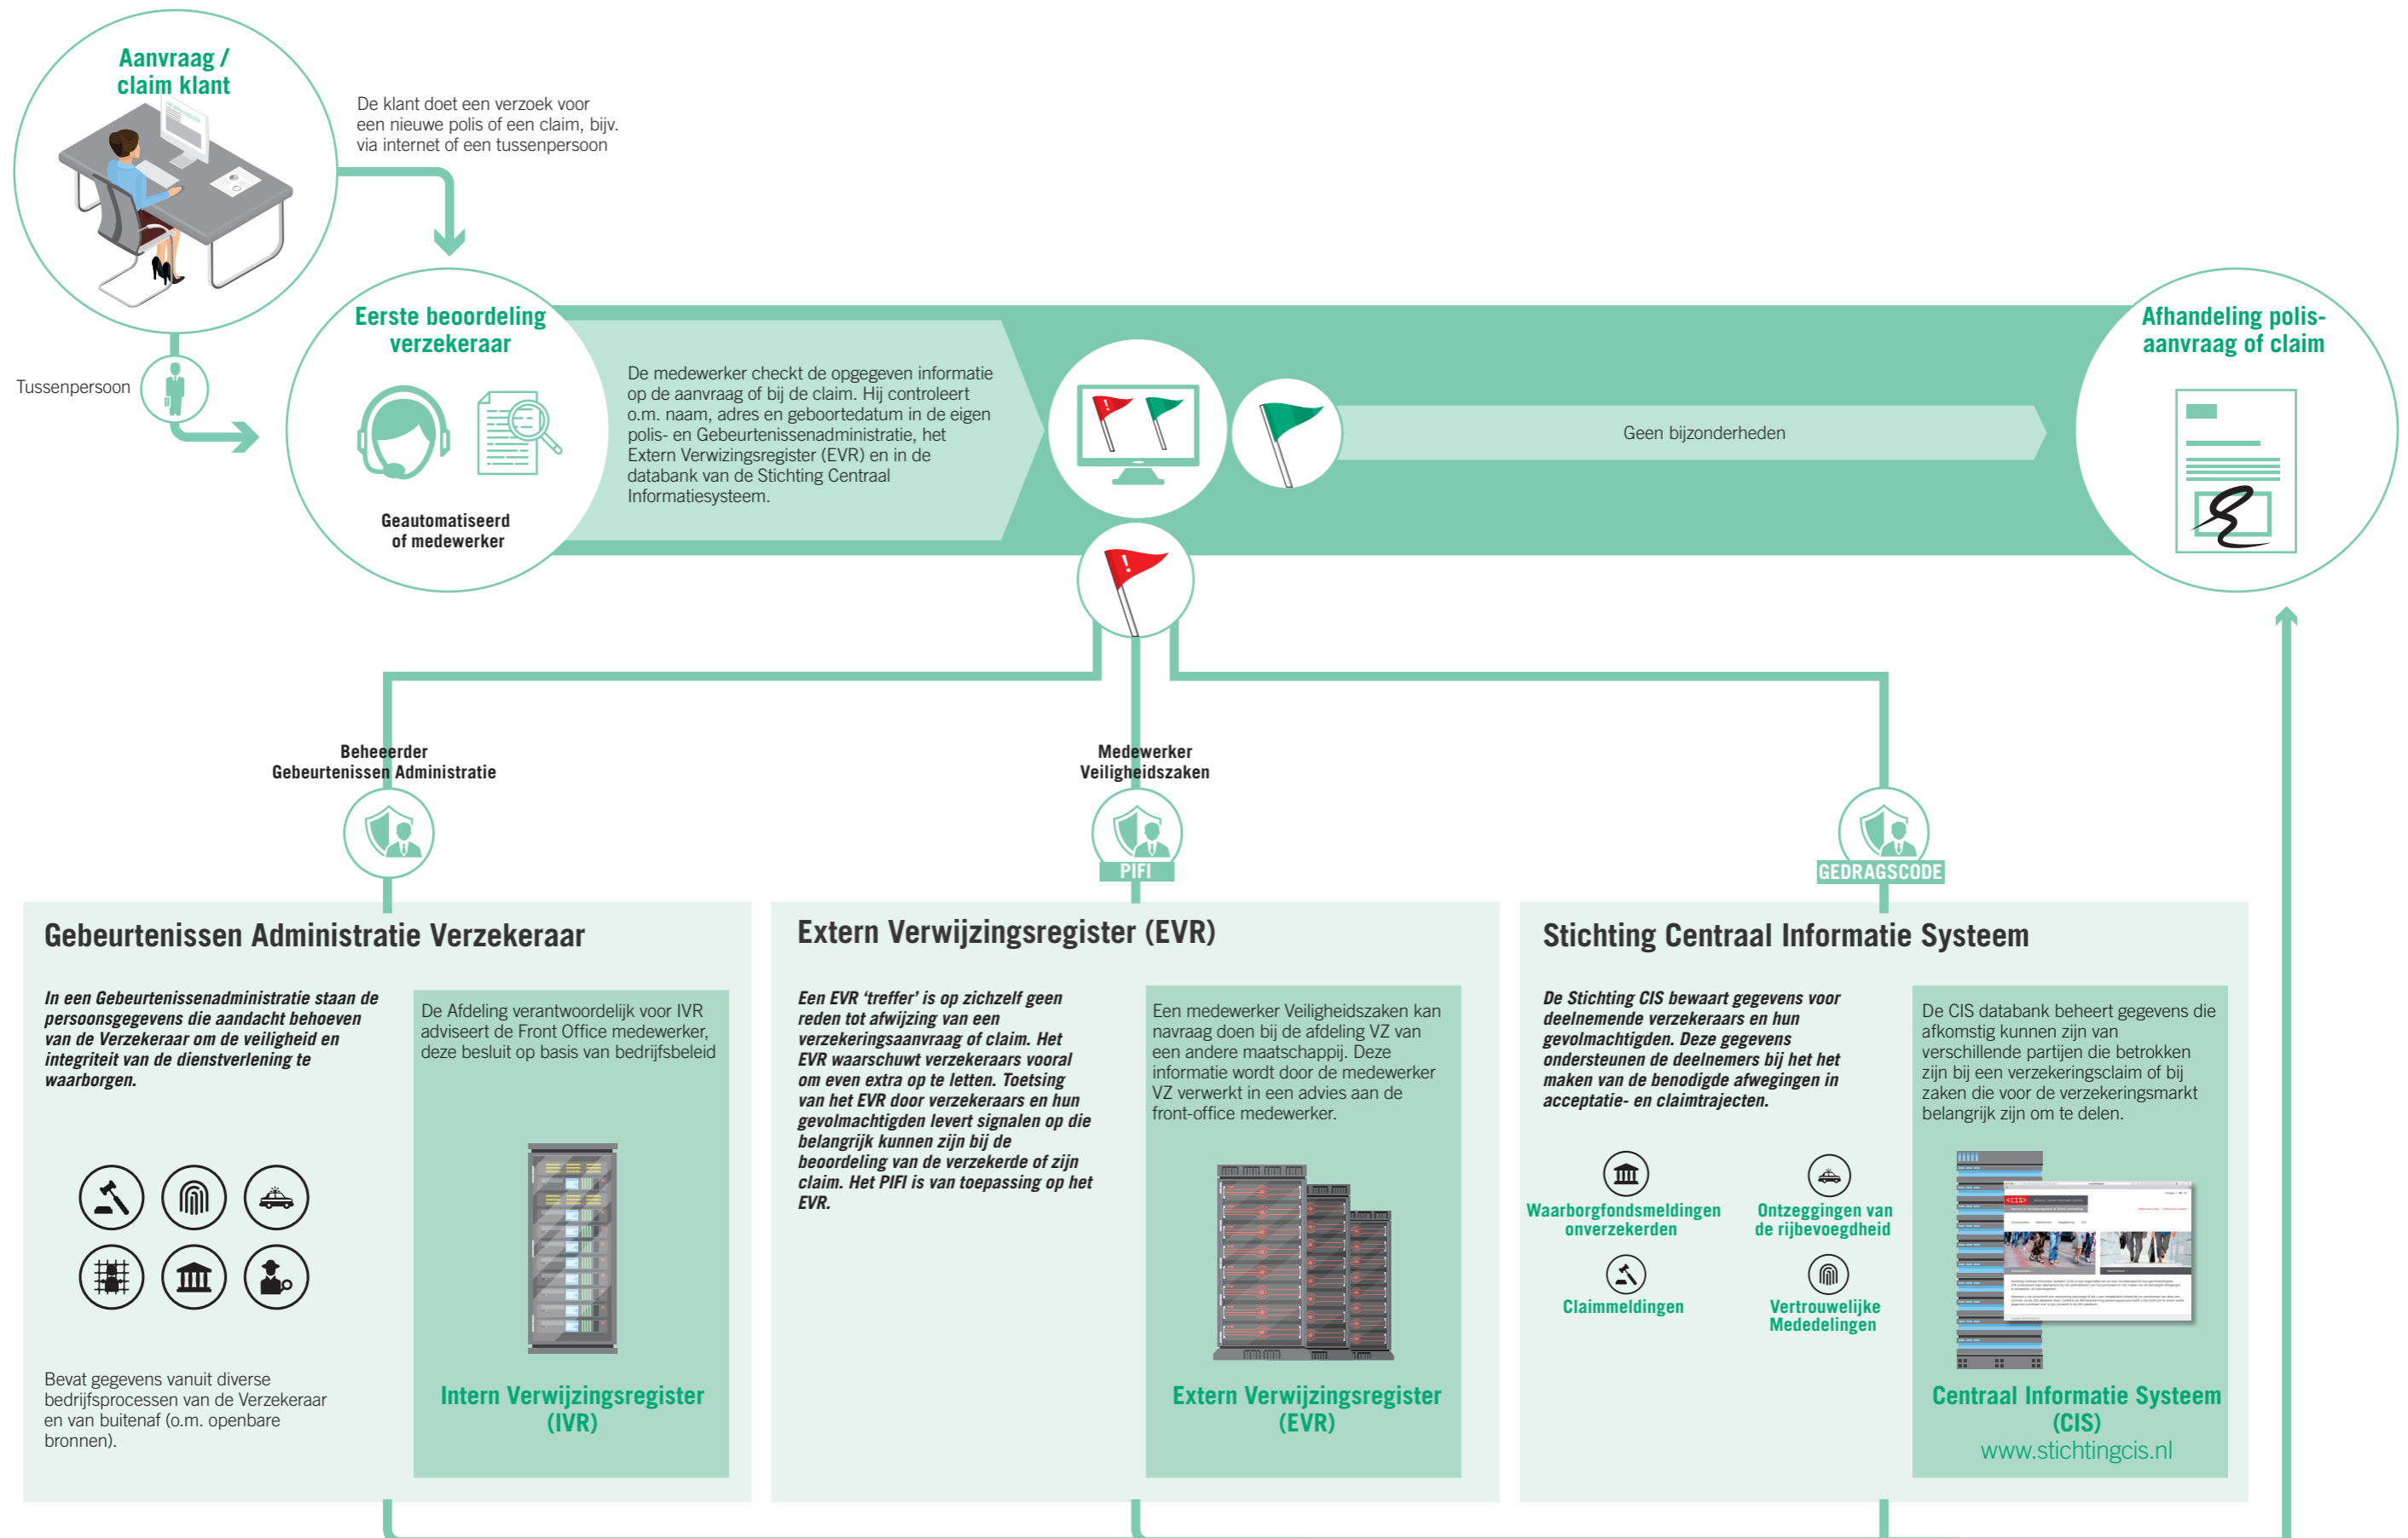 Aanvraag /
claim klant
De klant doet een verzoek voor
een nieuwe polis of een claim, bijv.
via internet of een tussenpersoon
Tussenpersoon
Eerste beoordeling
verzekeraar
Geautomatiseerd
of medewerker
De medewerker checkt de opgegeven informatie
op de aanvraag of bij de claim. Hij controleert
o.m. naam, adres en geboortedatum in de eigen
polis- en Gebeurtenissenadministratie, het
Extern Verwizingsregister (EVR) en in de
databank van de Stichting Centraal
Informatiesysteem.
Geen bijzonderheden
Afhandeling polis-
aanvraag of claim
Beheeerder
Gebeurtenissen Administratie
Medewerker
Veiligheidszaken
PIFI
GEDRAGSCODE
Gebeurtenissen Administratie Verzekeraar
In een Gebeurtenissenadministratie staan de
persoonsgegevens die aandacht behoeven
van de Verzekeraar om de veiligheid en
integriteit van de dienstverlening te
waarborgen.
Bevat gegevens vanuit diverse
bedrijfsprocessen van de Verzekeraar
en van buitenaf (o.m. openbare
bronnen).
De Afdeling verantwoordelijk voor IVR
adviseert de Front Office medewerker,
deze besluit op basis van bedrijfsbeleid
Intern Verwijzingsregister
(IVR)
Extern Verwijzingsregister (EVR)
Een EVR ‘treffer’ is op zichzelf geen
reden tot afwijzing van een
verzekeringsaanvraag of claim. Het
EVR waarschuwt verzekeraars vooral
om even extra op te letten. Toetsing
van het EVR door verzekeraars en hun
gevolmachtigden levert signalen op die
belangrijk kunnen zijn bij de
beoordeling van de verzekerde of zijn
claim. Het PIFI is van toepassing op het
EVR.
Een medewerker Veiligheidszaken kan
navraag doen bij de afdeling VZ van
een andere maatschappij. Deze
informatie wordt door de medewerker
VZ verwerkt in een advies aan de
front-office medewerker.
Extern Verwijzingsregister
(EVR)
Stichting Centraal Informatie Systeem
De Stichting CIS bewaart gegevens voor
deelnemende verzekeraars en hun
gevolmachtigden. Deze gegevens
ondersteunen de deelnemers bij het het
maken van de benodigde afwegingen in
acceptatie- en claimtrajecten.
Waarborgfondsmeldingen
onverzekerden
Ontzeggingen van
de rijbevoegdheid
Claimmeldingen
Vertrouwelijke
Mededelingen
De CIS databank beheert gegevens die
afkomstig kunnen zijn van
verschillende partijen die betrokken
zijn bij een verzekeringsclaim of bij
zaken die voor de verzekeringsmarkt
belangrijk zijn om te delen.
Centraal Informatie Systeem
(CIS)
www.stichtingcis.nl